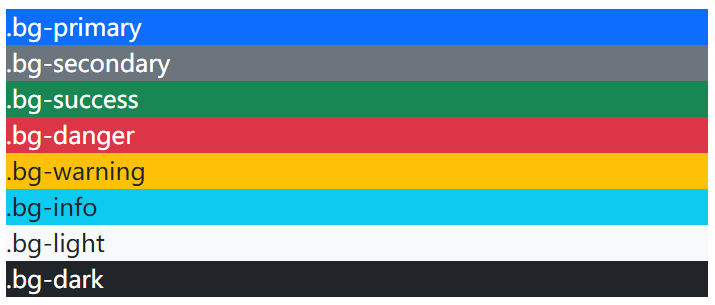 .bg-primary
.bg-secondary
.bg-success
.bg-danger
.bg-warning
.bg-info
.bg-light
.bg-dark